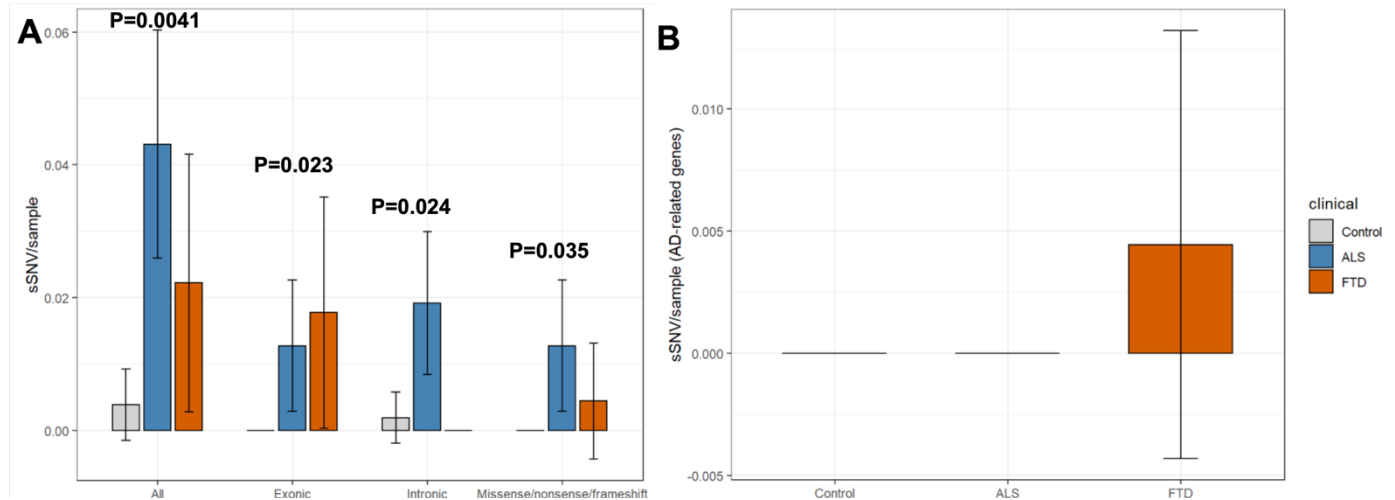 A
P=0.0041
P=0.023
P=0.024
P=0.035
sSNV/sample
0.06
0.04
0.02
0.00
All
Exonic
Intronic
Missense/nonsense/frameshift
B
sSNV/sample (AD-related genes)
0.010
0.005
0.000
-0.005
Control
ALS
FTD
clinical
Control
ALS
FTD